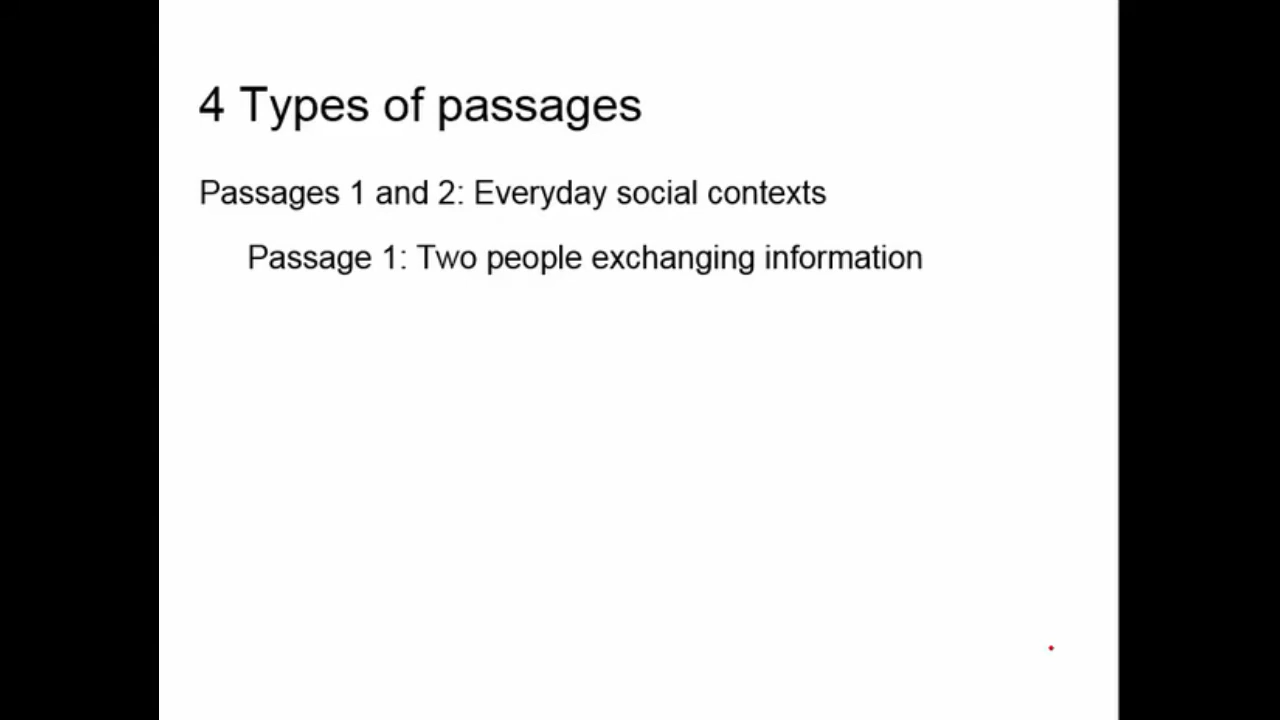 4 Types of passages
Passages 1 and 2: Everyday social contexts
Passage 1: Two people exchanging information